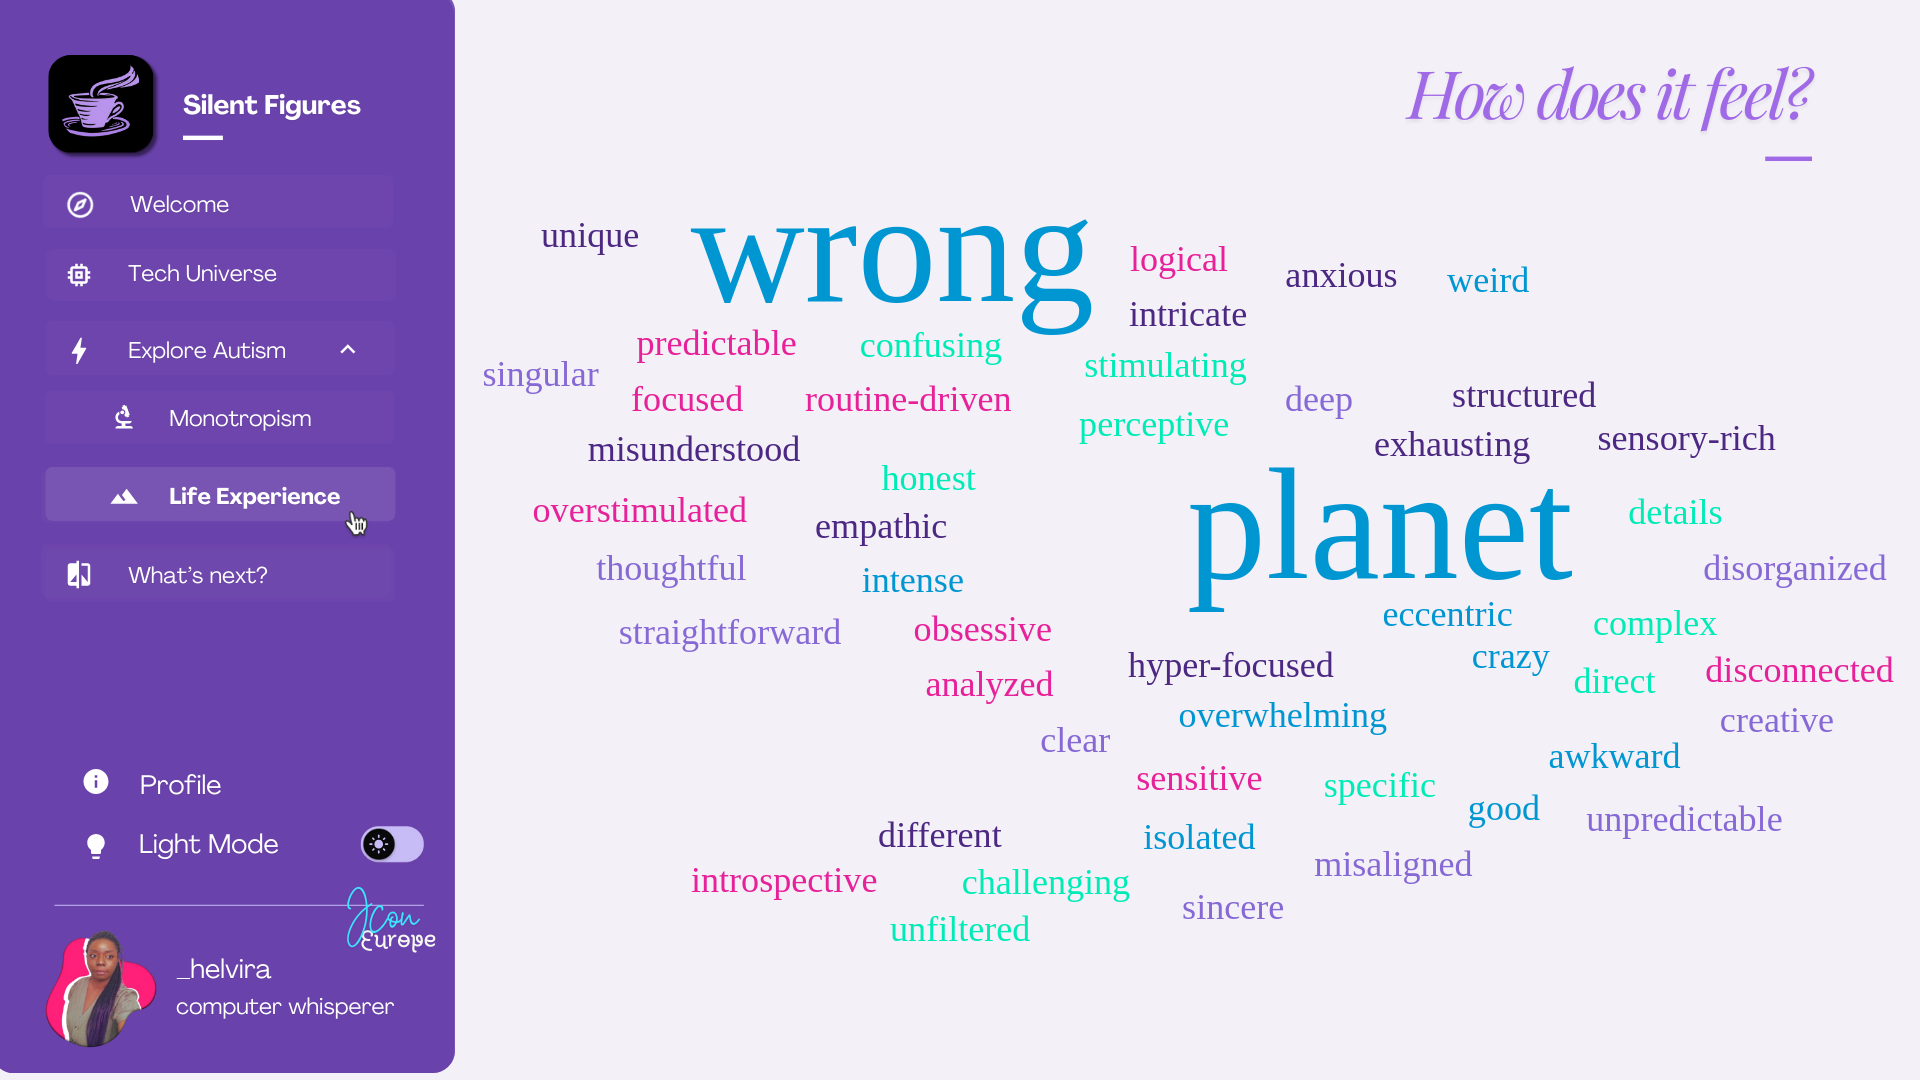 Silent Figures
Welcome
Tech Universe
Explore Autism
Monotropism
Life Experience
What's next?
Profile
Light Mode
JCon
Europe
_helvira
computer whisperer
How does it feel?
unique
wrong
logical
anxious
weird
intricate
predictable
confusing
stimulating
singular
focused
routine-driven
deep
structured
perceptive
misunderstood
exhausting
sensory-rich
honest
planet
overstimulated
empathic
details
thoughtful
intense
disorganized
straightforward
obsessive
eccentric
complex
hyper-focused
crazy
disconnected
analyzed
direct
overwhelming
creative
clear
awkward
sensitive
specific
good
unpredictable
different
isolated
misaligned
introspective
challenging
sincere
unfiltered